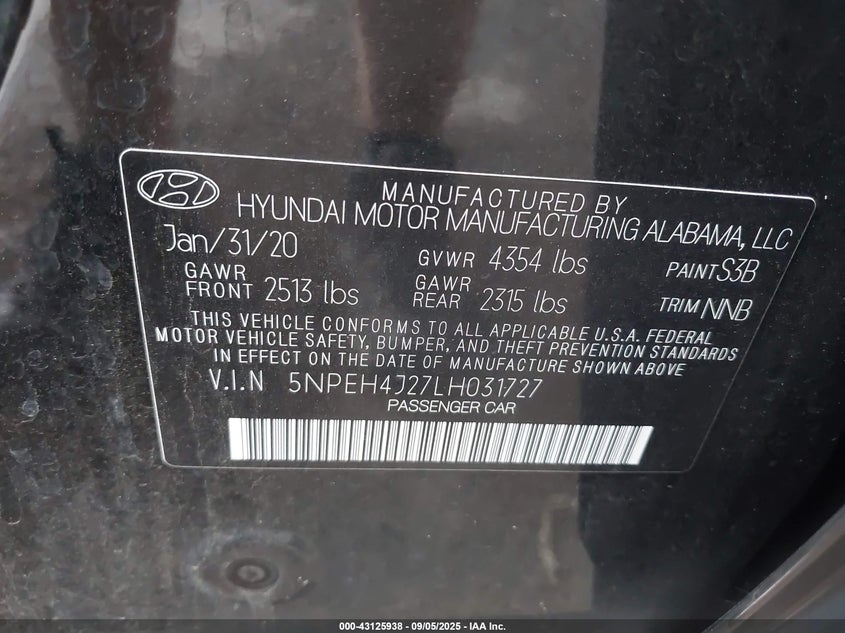 MANUFACTURED BY
HYUNDAI MOTOR MANUFACTURING ALABAMA, LLC
Jan/31/20 GVWR 4354 lbs PAINT S3B
GAWR FRONT 2513 lbs GAWR REAR 2315 lbs TRIM NNB
THIS VEHICLE CONFORMS TO ALL APPLICABLE U.S.A. FEDERAL
MOTOR VEHICLE SAFETY, BUMPER, AND THEFT PREVENTION STANDARDS
IN EFFECT ON THE DATE OF MANUFACTURE SHOWN ABOVE
V.I.N 5NPEH4J27LH031727
PASSENGER CAR
000-43125938 - 09/05/2025 - IAA Inc.